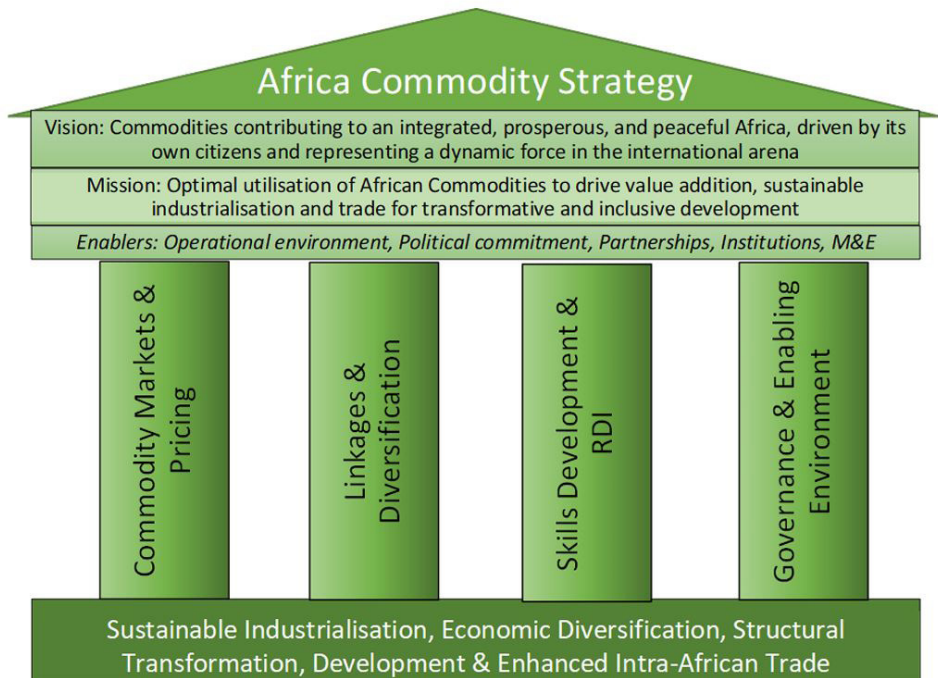 Africa Commodity Strategy
Vision: Commodities contributing to an integrated, prosperous, and peaceful Africa, driven by its
own citizens and representing a dynamic force in the international arena
Mission: Optimal utilisation of African Commodities to drive value addition, sustainable
industrialisation and trade for transformative and inclusive development
Enablers: Operational environment, Political commitment, Partnerships, Institutions, M&E
Commodity Markets &
Pricing
Linkages &
Diversification
Skills Development &
RDI
Governance & Enabling
Environment
Sustainable Industrialisation, Economic Diversification, Structural
Transformation, Development & Enhanced Intra-African Trade